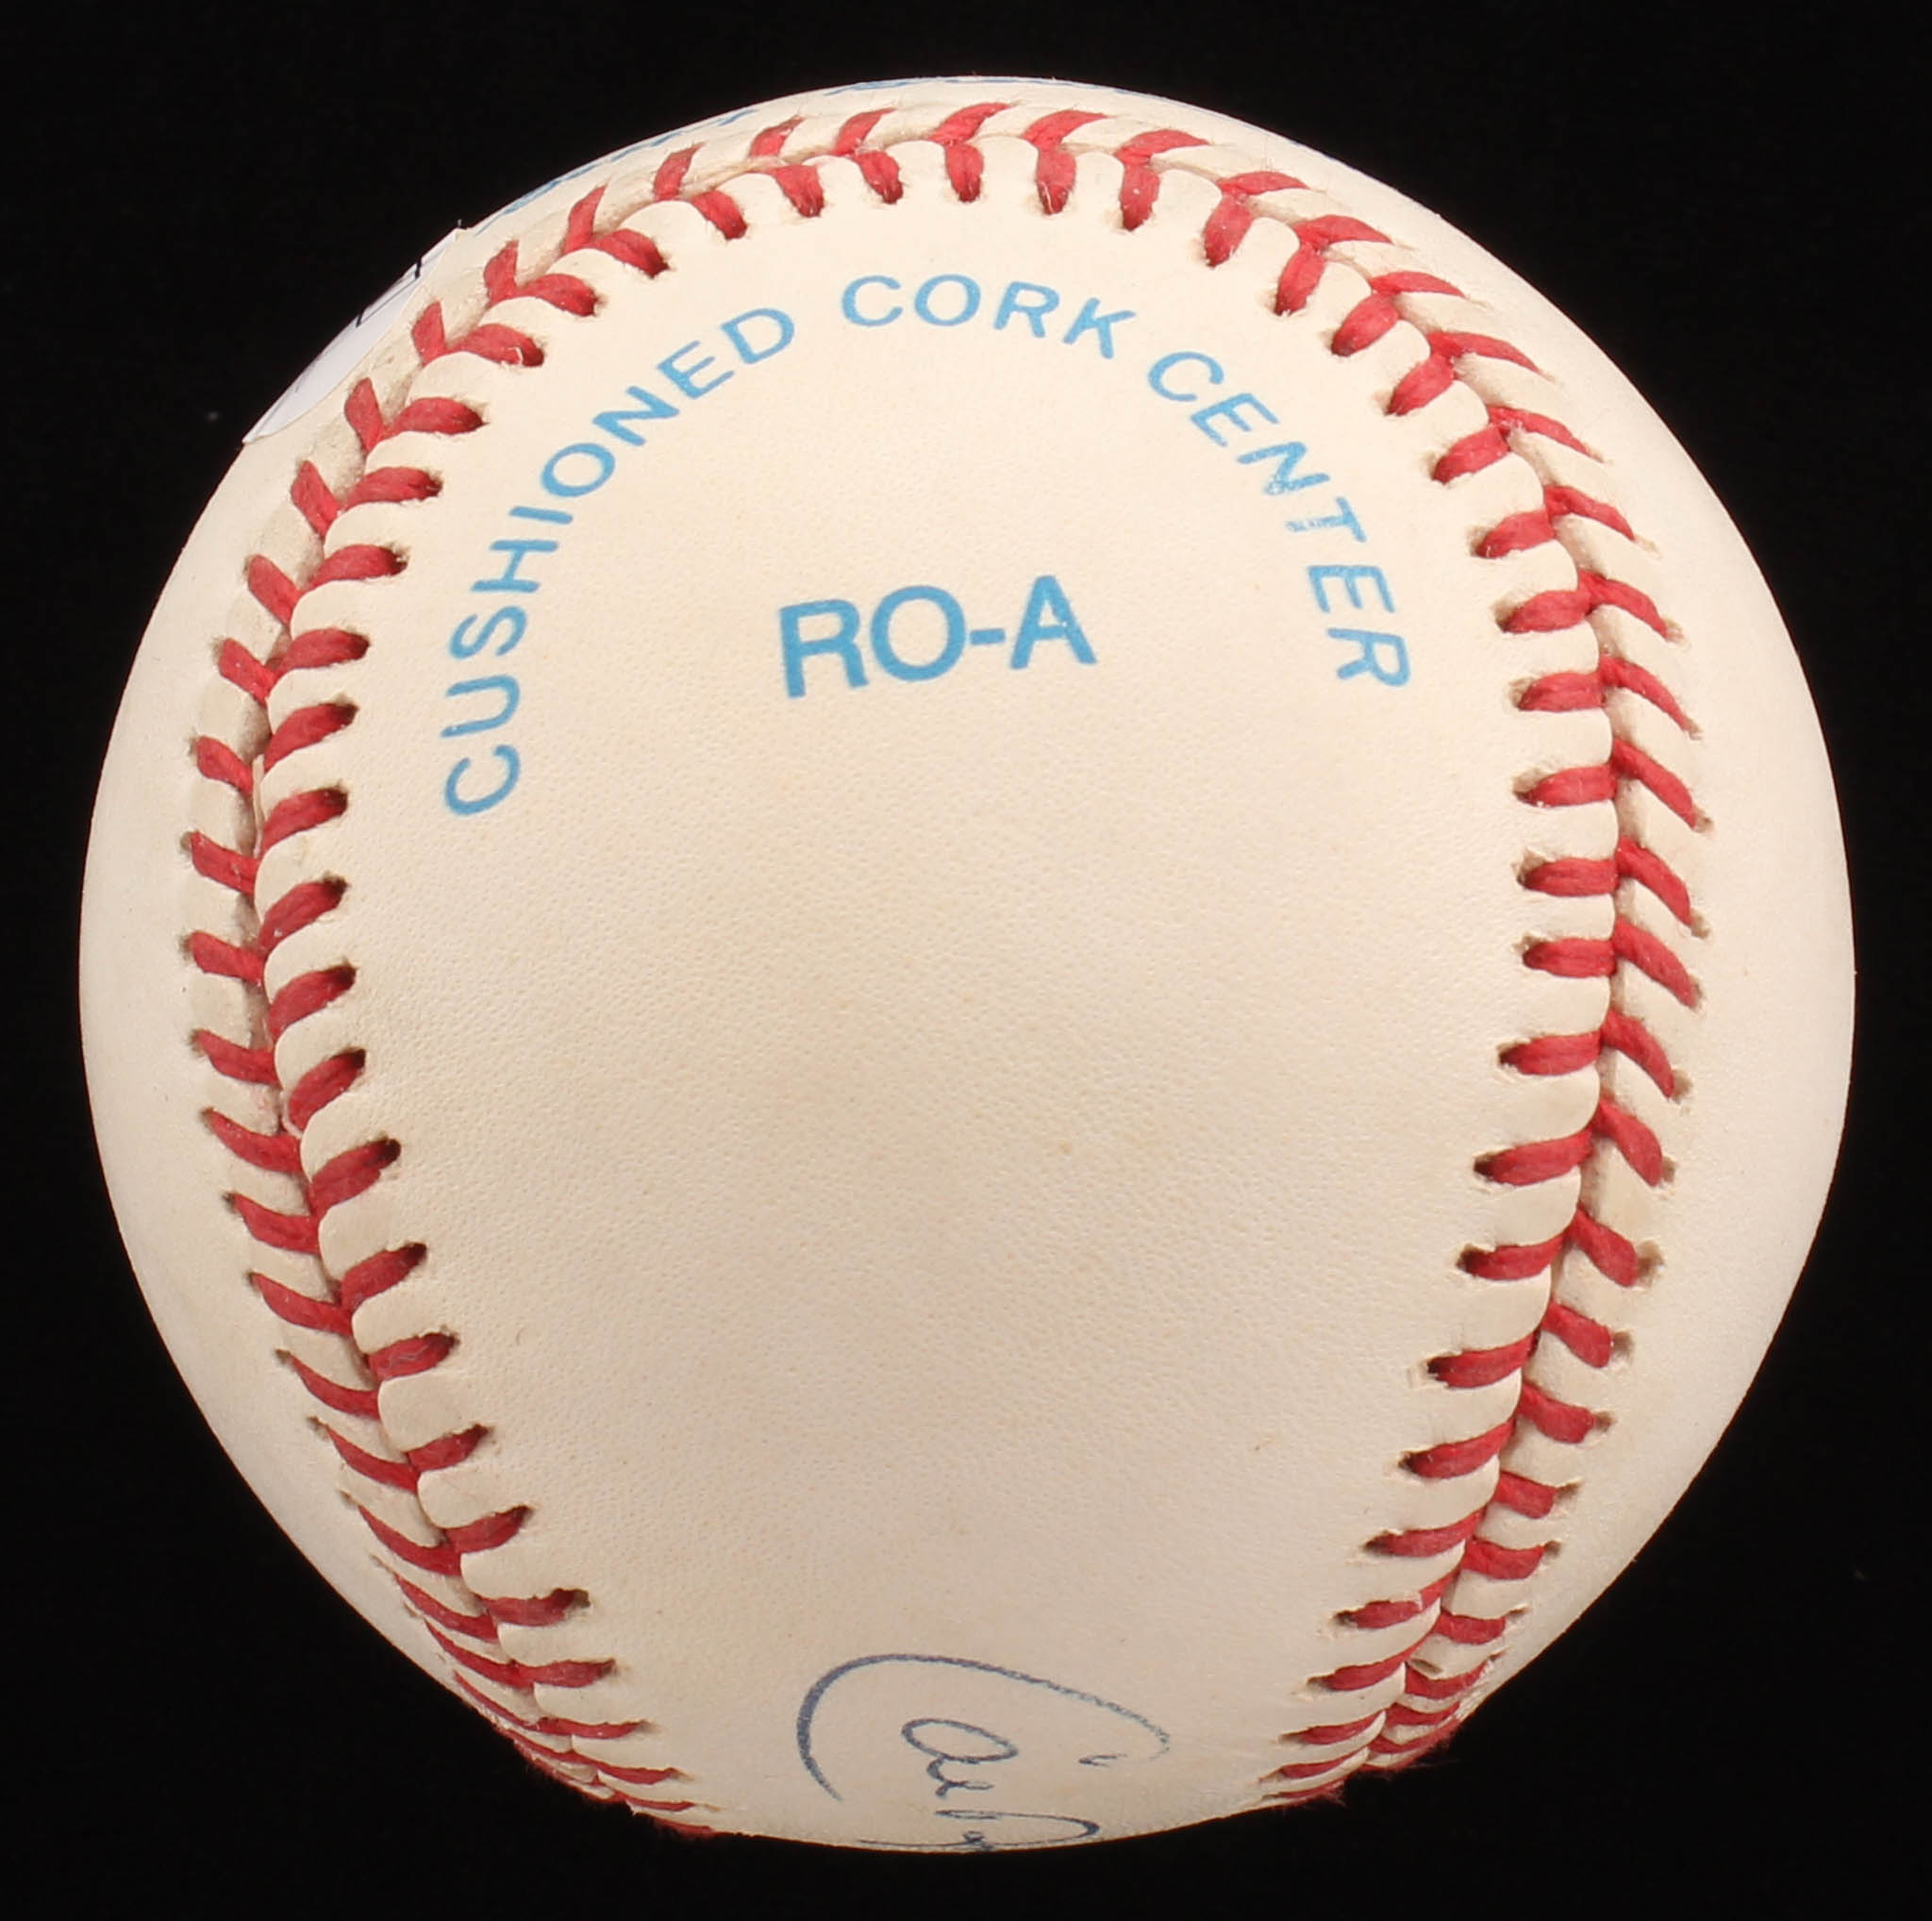 CUSHIONED CORK CENTER
RO-A